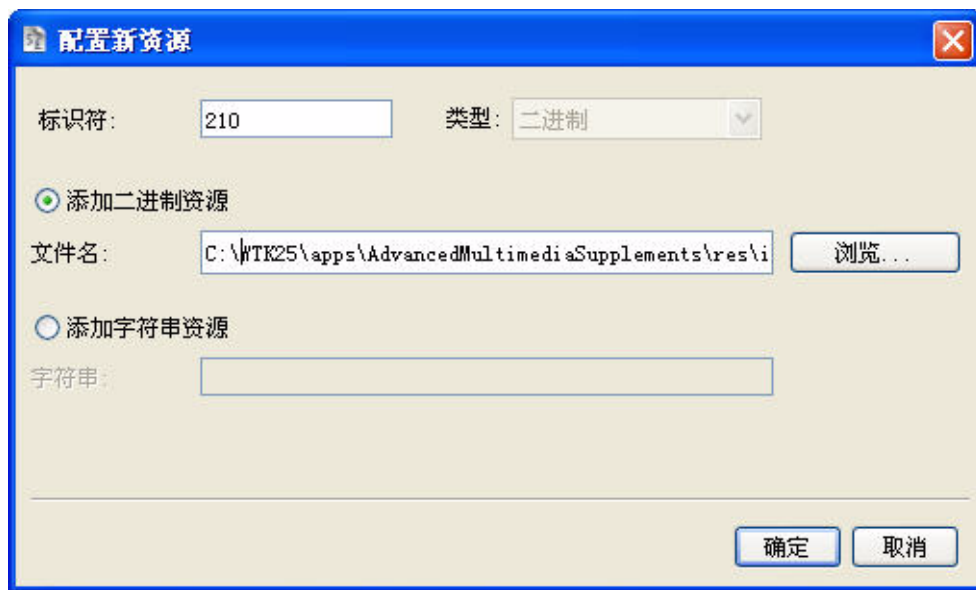 配置新资源
标识符: 210 类型: 二进制
添加二进制资源
文件名: C:\WTK25\apps\AdvancedMultimediaSupplements\res\i 浏览...
添加字符串资源
字符串:
确定 取消